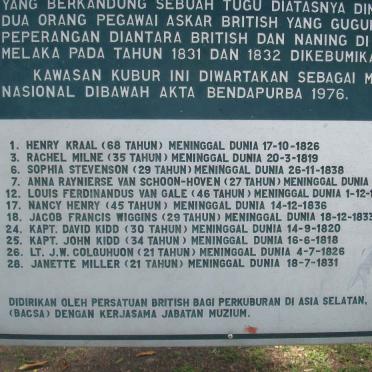 YANG BERKANDUNG SEBUAH TUGU DIATASNYA
DUA ORANG PEGAWAI ASKAR BRITISH YANG
PEPERANGAN DIANTARA BRITISH DAN NANING DI
MELAKA PADA TAHUN 1831 DAN 1832
KAWASAN KUBUR INI DIWARTAKAN SEBAGAI
NASIONAL DIBAWAH AKTA BENDAPURBA 1976.
1. HENRY KRAAL (68 TAHUN) MENINGGAL DUNIA 17-10-1826
3. RACHEL MILNE (35 TAHUN) MENINGGAL DUNIA 20-3-1819
6. SOPHIA STEVENSON (29 TAHUN) MENINGGAL DUNIA 26-11-1838
7. ANNA RAYNIERSE VAN SCHOON-HOVEN (27 TAHUN) MENINGGAL DUNIA
12. LOUIS FERDINANDUS VAN GALE (46 TAHUN) MENINGGAL DUNIA 1-12-
17. NANCY HENRY (45 TAHUN) MENINGGAL DUNIA 14-12-1836
18. JACOB FRANCIS WIGGINS (29 TAHUN) MENINGGAL DUNIA 18-12-1833
24. KAPT. DAVID KIDD (30 TAHUN) MENINGGAL DUNIA 14-9-1820
25. KAPT. JOHN KIDD (34 TAHUN) MENINGGAL DUNIA 16-6-1818
26. LT. J.W. COLQUHUON (21 TAHUN) MENINGGAL DUNIA 4-7-1826
28. JANETTE MILLER (21 TAHUN) MENINGGAL DUNIA 18-7-1831
DIDIRIKAN OLEH PERSATUAN BRITISH BAGI PERKUBURAN DI ASIA SELATAN,
(BACSA) DENGAN KERJASAMA JABATAN MUZIUM.